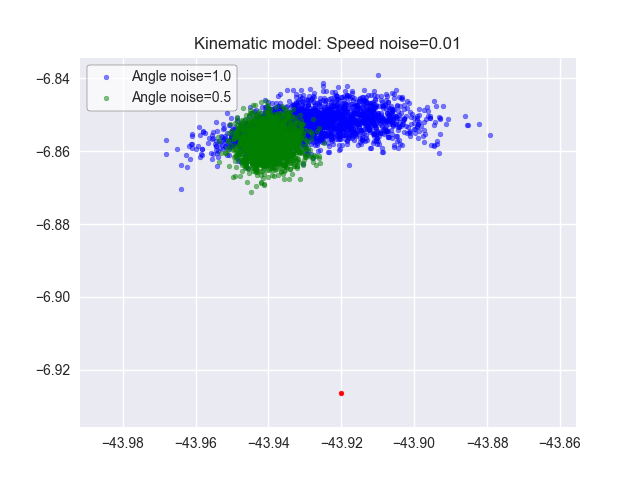 Kinematic model: Speed noise=0.01
Angle noise=1.0
Angle noise=0.5
−6.84
−6.86
−6.88
−6.90
−6.92
−43.98 −43.96 −43.94 −43.92 −43.90 −43.88 −43.86